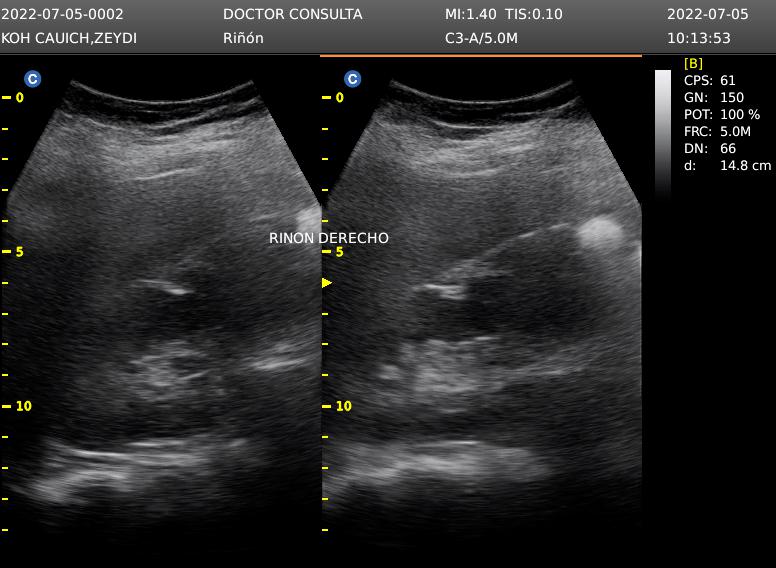 2022-07-05-0002 DOCTOR CONSULTA MI:1.40 TIS:0.10 2022-07-05
KOH CAUICH,ZEYDI Riñón C3-A/5.0M 10:13:53
[B]
C C CPS: 61
0 0 GN: 150
POT: 100 %
FRC: 5.0M
DN: 66
d: 14.8 cm
RINON DERECHO
5 5
10 10